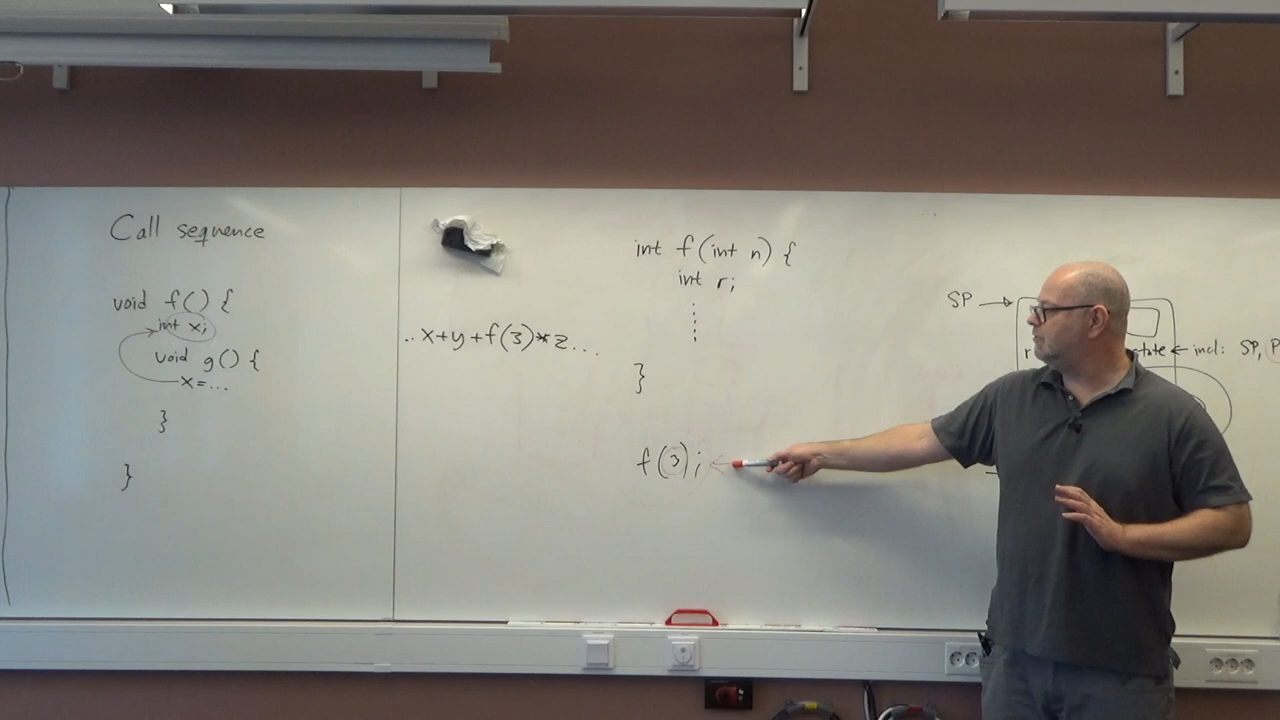 Call sequence
void f() {
int x;
void g() {
x=...
}
}
..x+y+f(3)*z...
int f(int n) {
int r;
}
f(3);
SP
state ← incl: SP, P